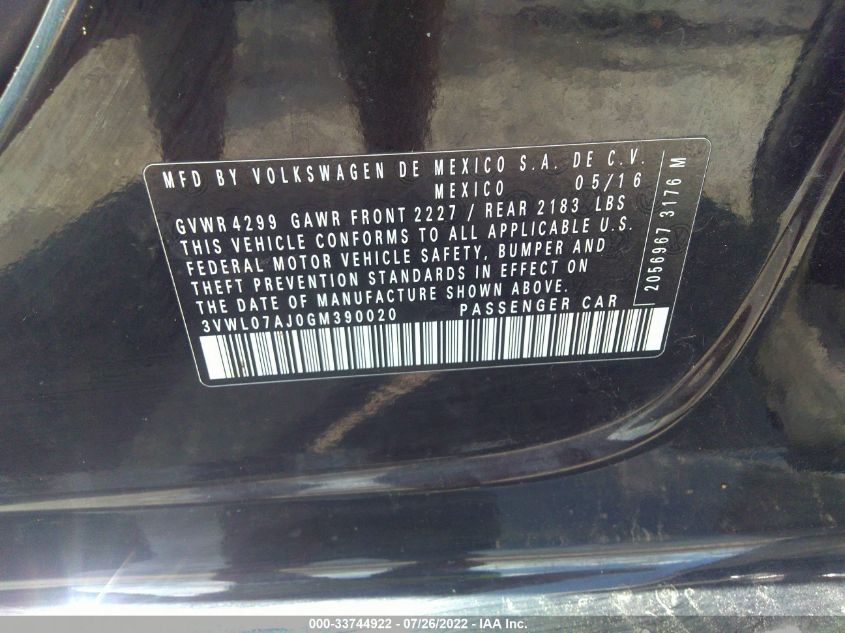 MFD BY VOLKSWAGEN DE MEXICO S.A. DE C.V.
MEXICO 05/16
GVWR 4299 GAWR FRONT 2227 / REAR 2183 LBS
THIS VEHICLE CONFORMS TO ALL APPLICABLE U.S.
FEDERAL MOTOR VEHICLE SAFETY, BUMPER AND
THEFT PREVENTION STANDARDS IN EFFECT ON
THE DATE OF MANUFACTURE SHOWN ABOVE.
3VWL07AJ0GM390020 PASSENGER CAR
2056967 3176 M
000-33744922 - 07/26/2022 - IAA Inc.